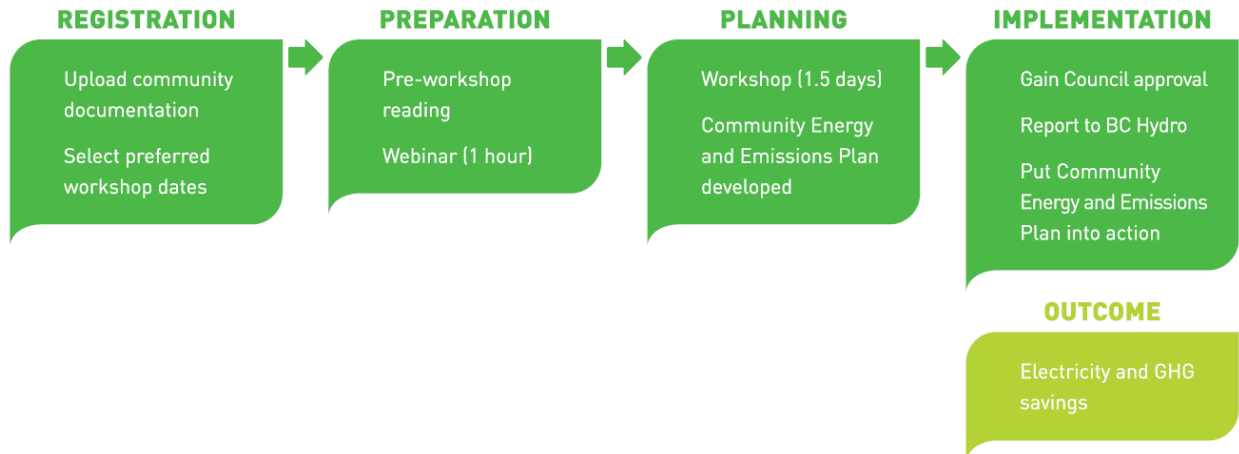 REGISTRATION
Upload community
documentation
Select preferred
workshop dates
PREPARATION
Pre-workshop
reading
Webinar (1 hour)
PLANNING
Workshop (1.5 days)
Community Energy
and Emissions Plan
developed
IMPLEMENTATION
Gain Council approval
Report to BC Hydro
Put Community
Energy and Emissions
Plan into action
OUTCOME
Electricity and GHG
savings